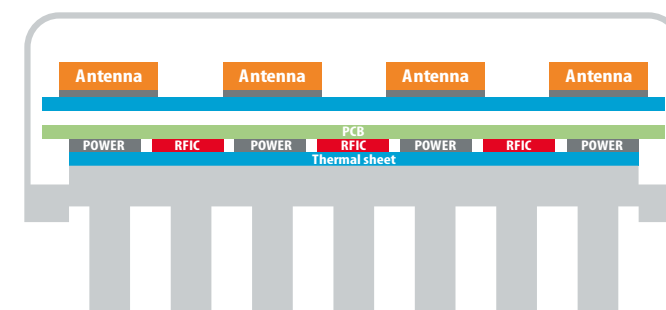 Antenna Antenna Antenna Antenna
PCB
POWER RFIC POWER RFIC POWER RFIC POWER
Thermal sheet